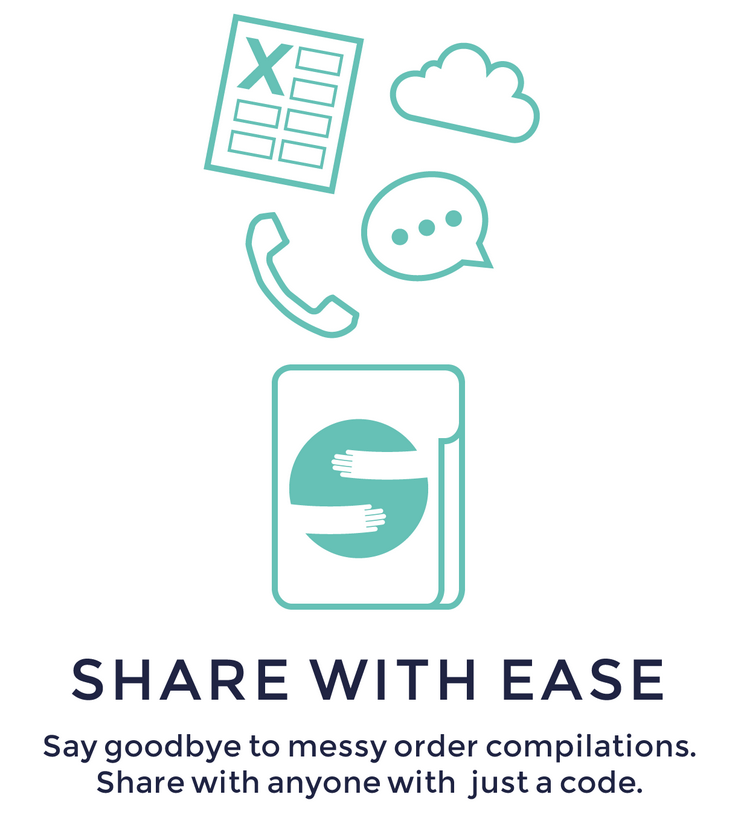 X
SHARE WITH EASE
Say goodbye to messy order compilations.
Share with anyone with just a code.